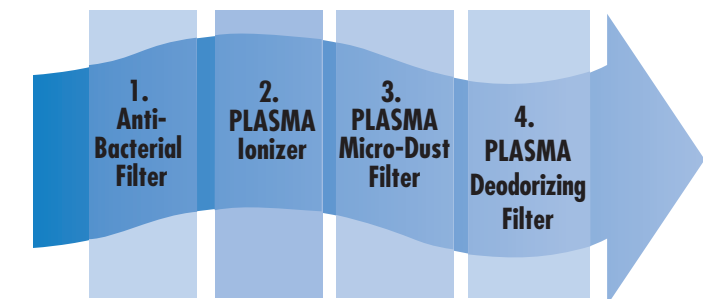 1.
Anti-
Bacterial
Filter
2.
PLASMA
Ionizer
3.
PLASMA
Micro-Dust
Filter
4.
PLASMA
Deodorizing
Filter